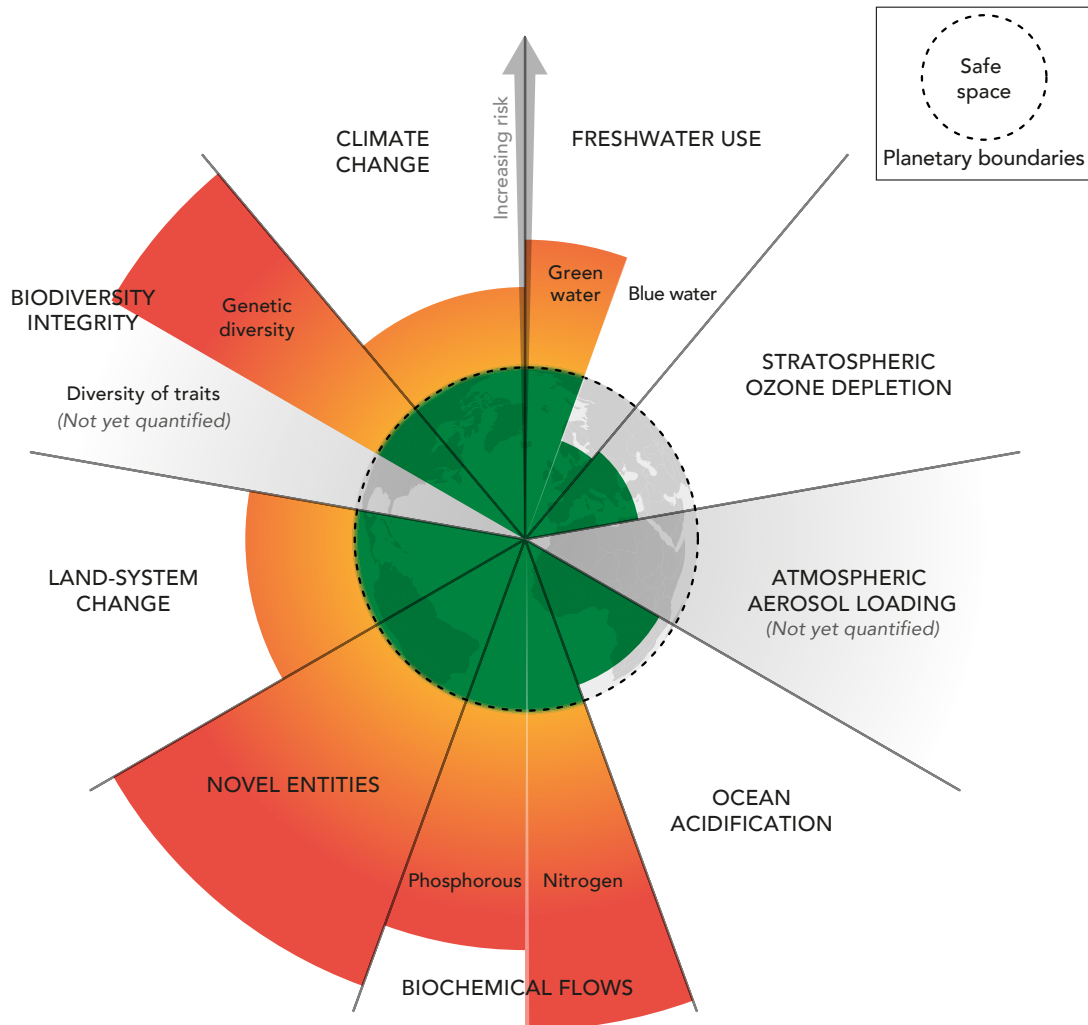 Safe
space
Planetary boundaries
Increasing risk
CLIMATE
CHANGE
FRESHWATER USE
Green
water
Blue water
BIODIVERSITY
INTEGRITY
Genetic
diversity
Diversity of traits
(Not yet quantified)
STRATOSPHERIC
OZONE DEPLETION
LAND-SYSTEM
CHANGE
ATMOSPHERIC
AEROSOL LOADING
(Not yet quantified)
NOVEL ENTITIES
OCEAN
ACIDIFICATION
Phosphorous
Nitrogen
BIOCHEMICAL FLOWS